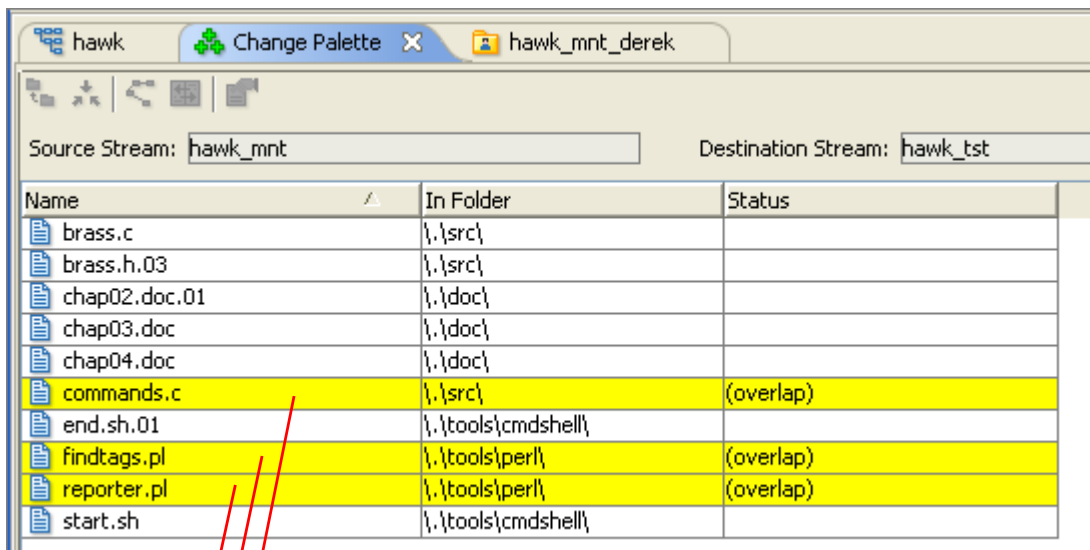 hawk Change Palette hawk_mnt_derek
Source Stream: hawk_mnt Destination Stream: hawk_tst
Name In Folder Status
brass.c \.\src\
brass.h.03 \.\src\
chap02.doc.01 \.\doc\
chap03.doc \.\doc\
chap04.doc \.\doc\
commands.c \.\src\ (overlap)
end.sh.01 \.\tools\cmdshell\
findtags.pl \.\tools\perl\ (overlap)
reporter.pl \.\tools\perl\ (overlap)
start.sh \.\tools\cmdshell\